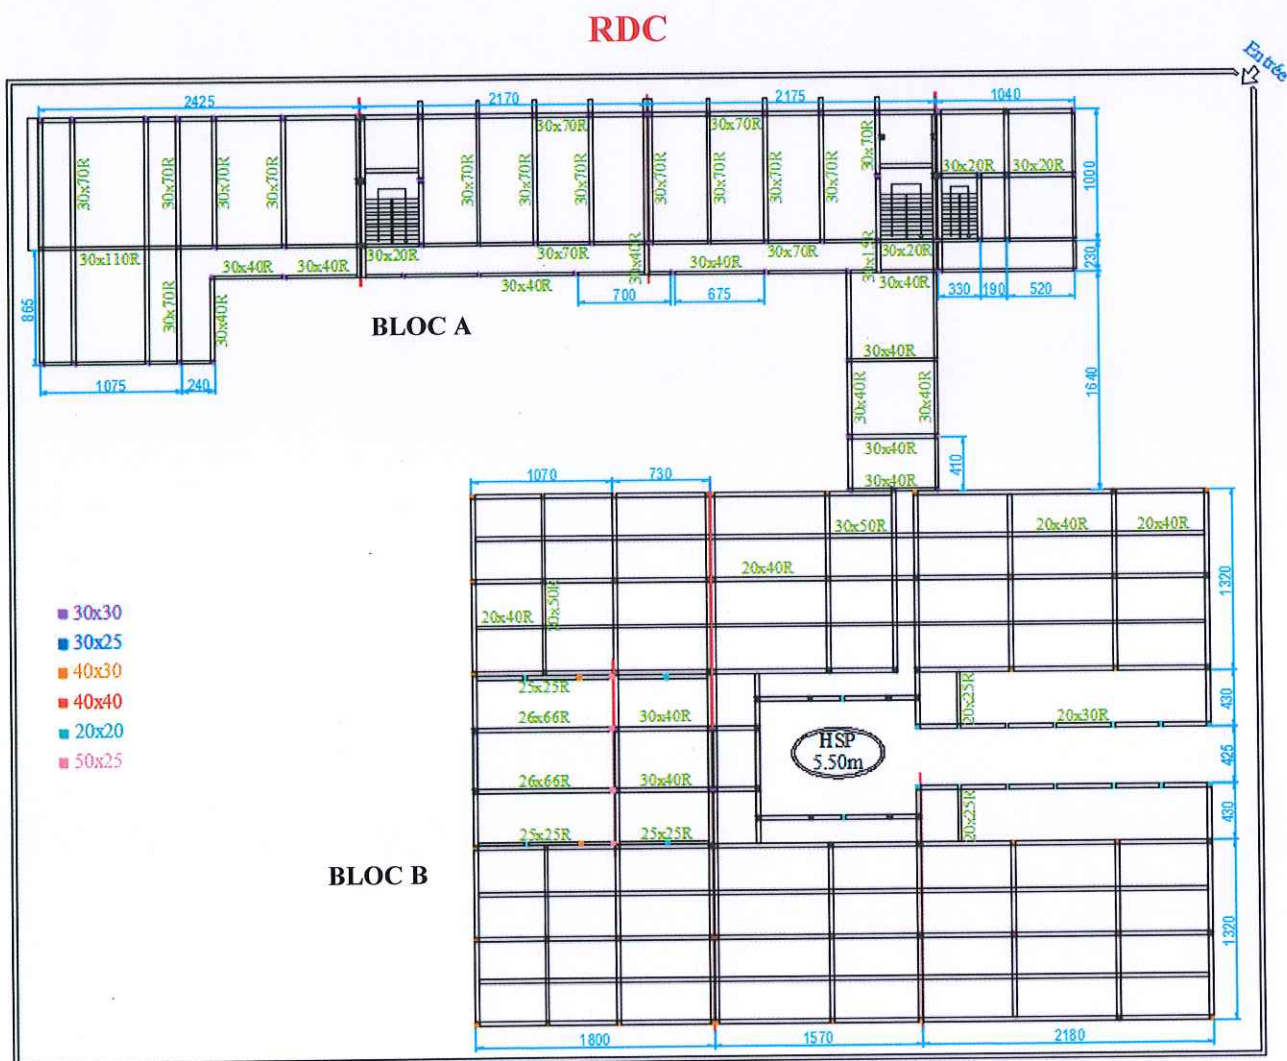 RDC
Entrée
2425
2170
2175
1040
30x70R
30x70R
30x70R
30x70R
30x70R
30x70R
30x70R
30x70R
30x70R
30x70R
30x70R
30x70R
30x70R
30x70R
30x20R
30x20R
1000
30x110R
30x20R
30x70R
30x40R
30x70R
30x15R
30x20R
230
30x40R
30x40R
30x40R
30x40R
30x40R
700
675
330
190
520
865
30x70R
30x40R
BLOC A
1075
240
30x40R
30x40R
30x40R
1640
30x40R
410
30x40R
1070
730
30x50R
20x40R
20x40R
20x40R
1320
20x40R
30x30
30x25
40x30
40x40
20x20
50x25
25x25R
26x66R
30x40R
20x25R
20x30R
430
HSP
5.50m
425
26x66R
30x40R
20x25R
430
25x25R
25x25R
BLOC B
1320
1800
1570
2180